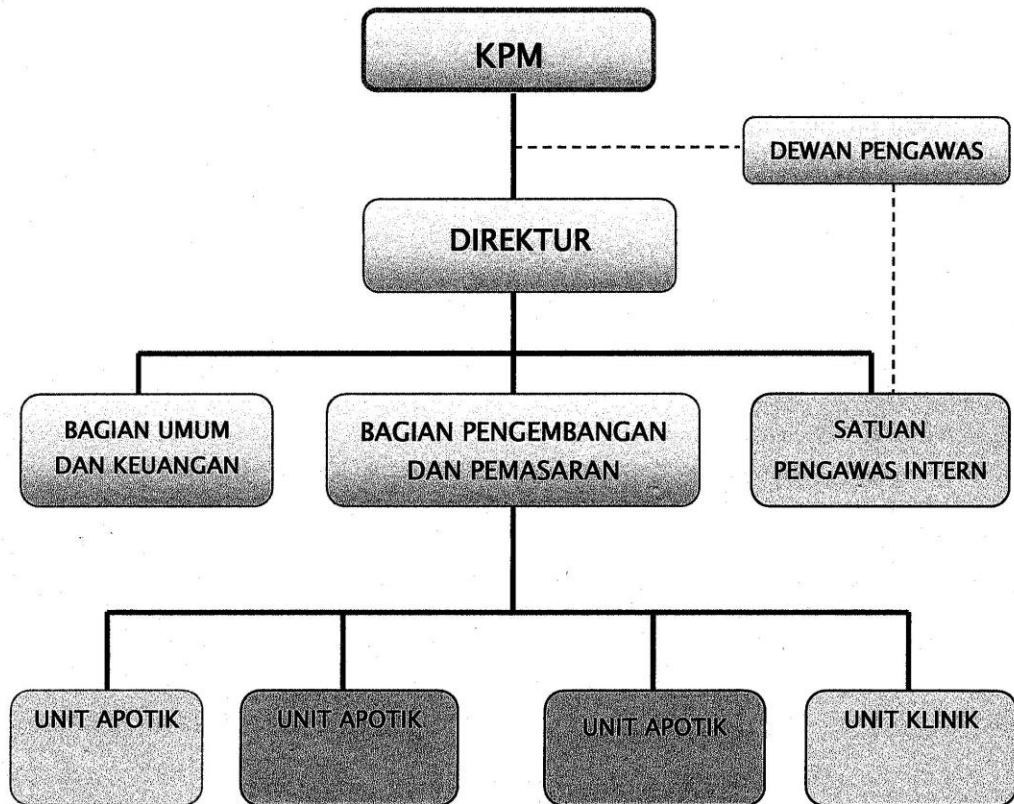 KPM
DEWAN PENGAWAS
DIREKTUR
BAGIAN UMUM
DAN KEUANGAN
BAGIAN PENGEMBANGAN
DAN PEMASARAN
SATUAN
PENGAWAS INTERN
UNIT APOTIK
UNIT APOTIK
UNIT APOTIK
UNIT KLINIK